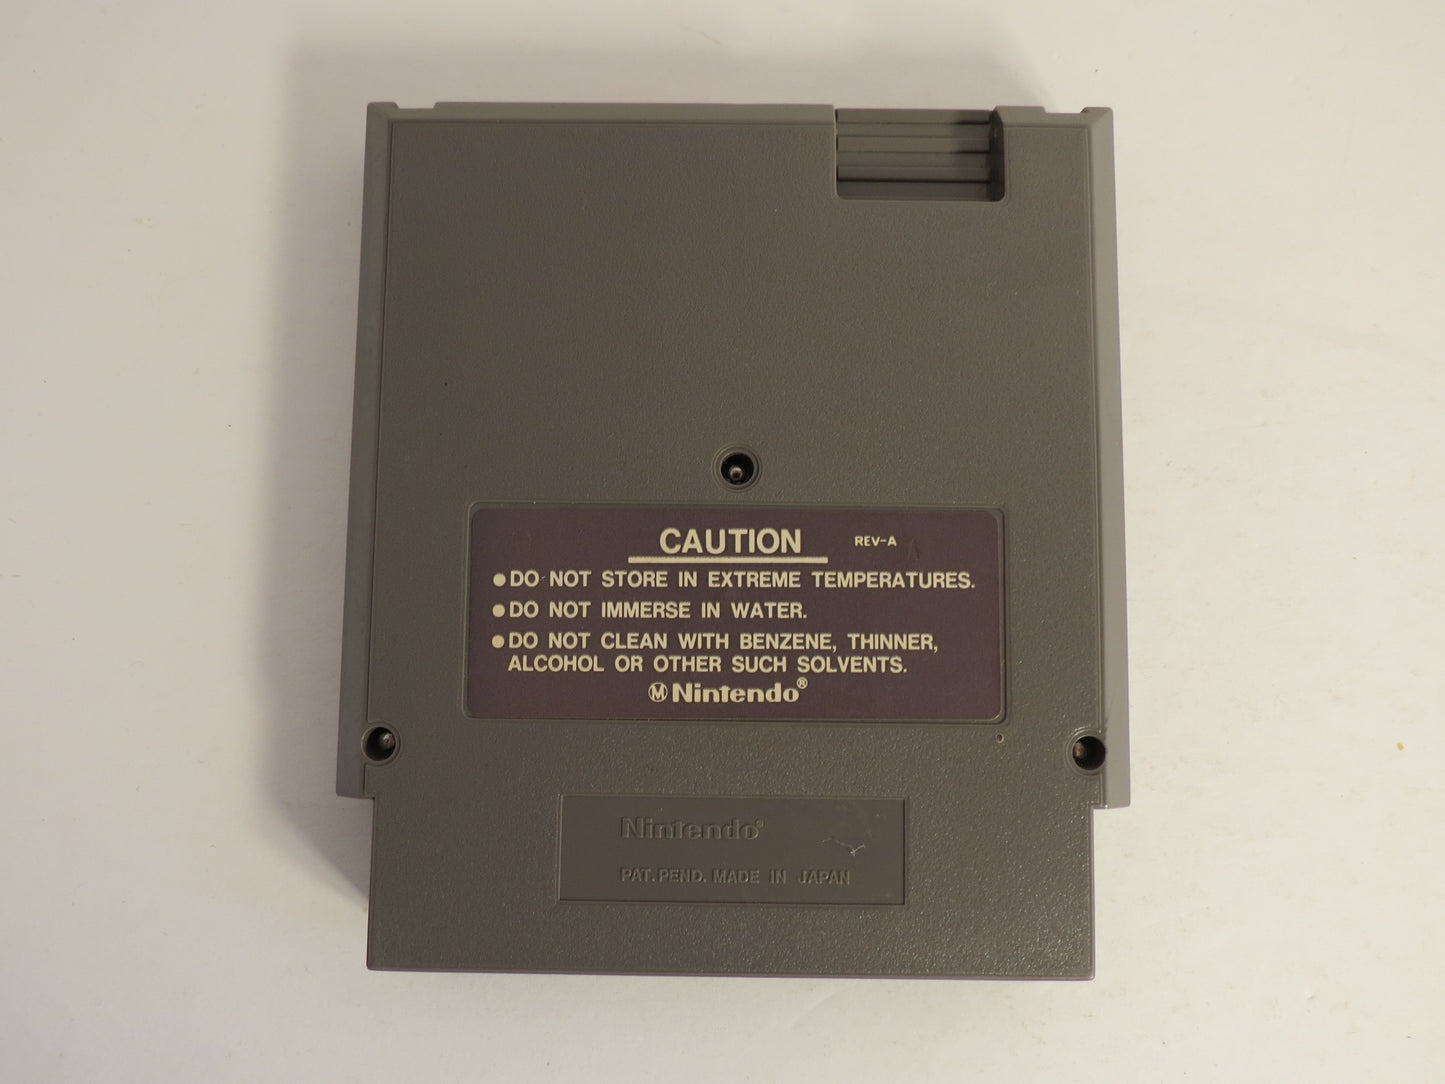 CAUTION REV-A
●DO NOT STORE IN EXTREME TEMPERATURES.
●DO NOT IMMERSE IN WATER.
●DO NOT CLEAN WITH BENZENE, THINNER,
ALCOHOL OR OTHER SUCH SOLVENTS.
Ⓜ Nintendo®
Nintendo®
PAT. PEND. MADE IN JAPAN